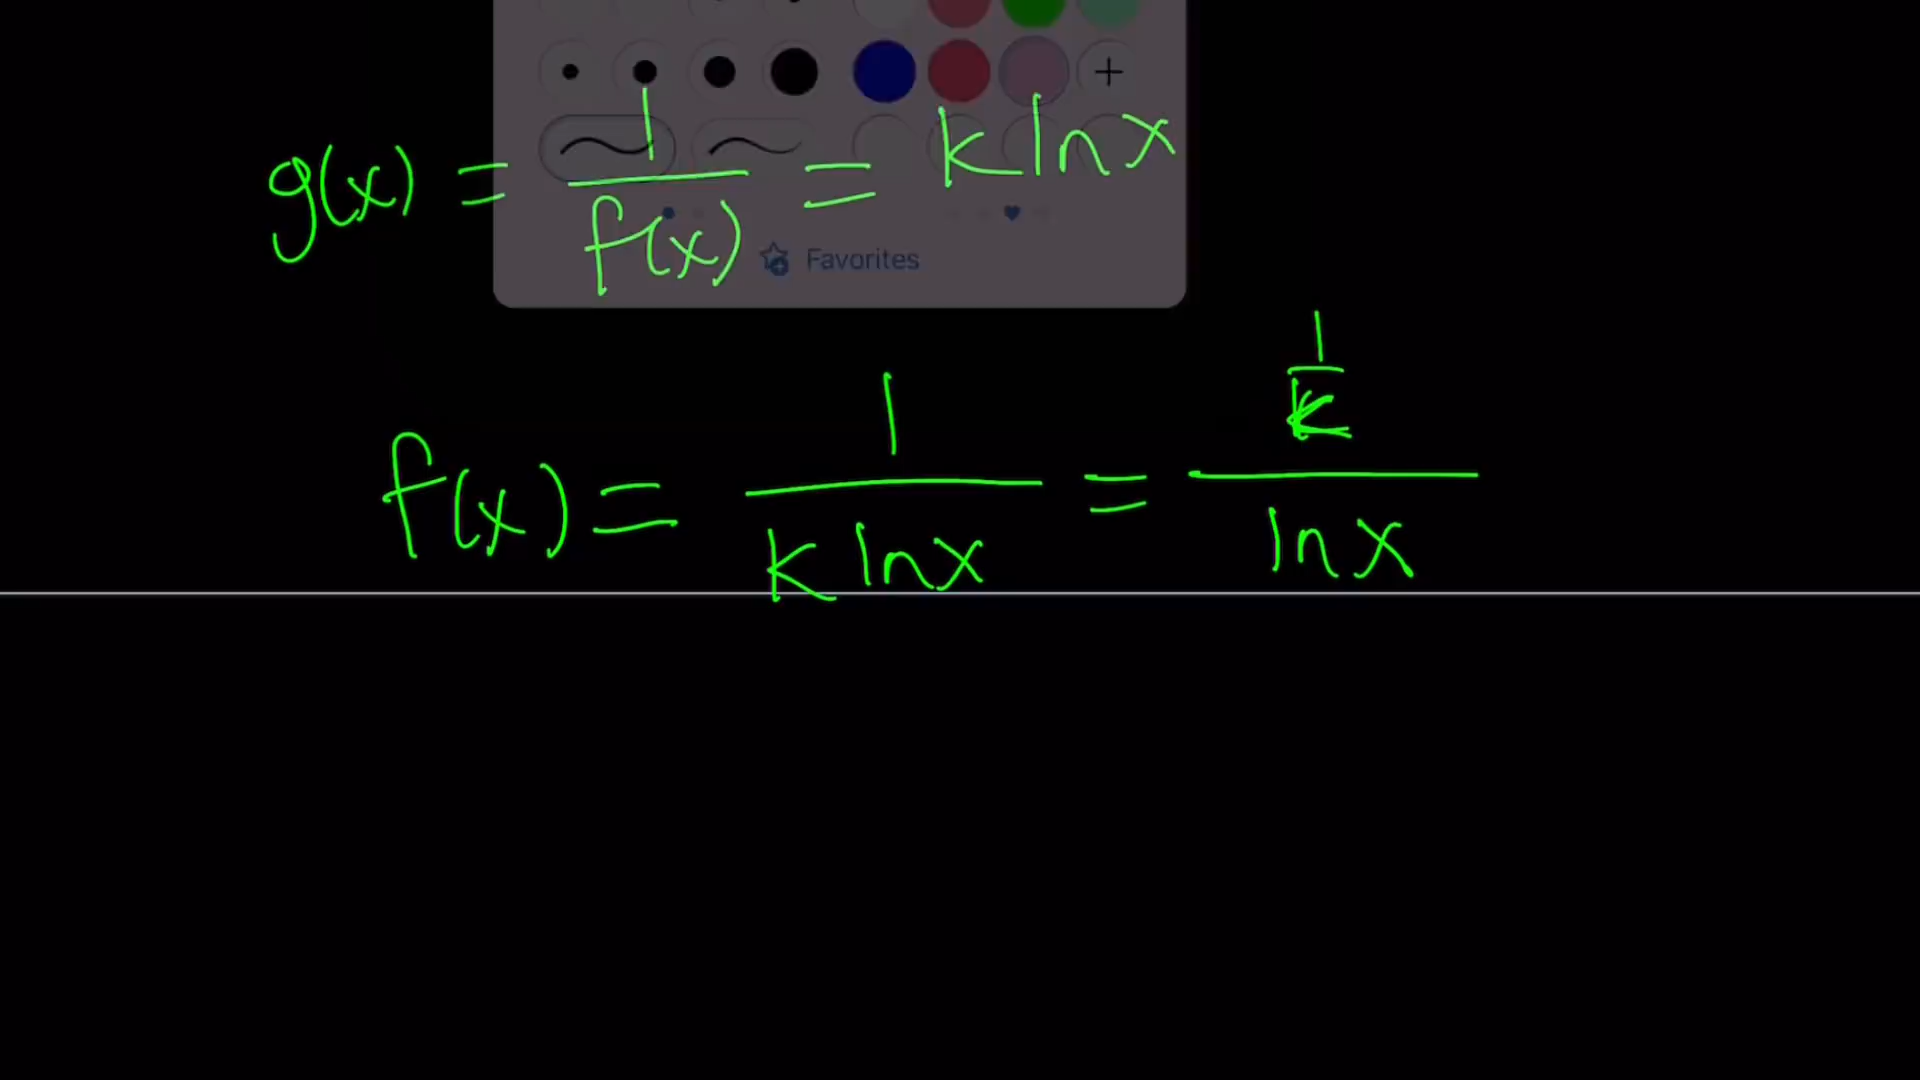 g(x) = 1/f(x) = k ln x
Favorites
f(x) = 1/(k ln x) = (1/k)/(ln x)